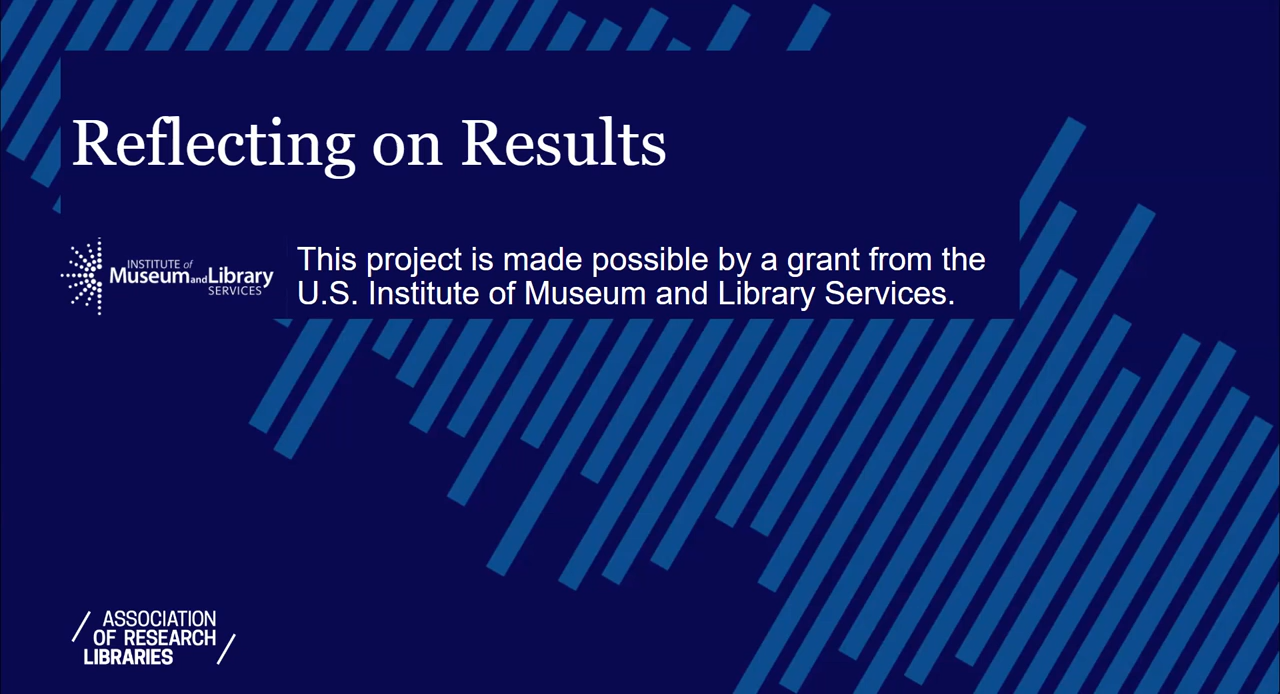 Reflecting on Results
INSTITUTE of
Museum and Library
SERVICES
This project is made possible by a grant from the
U.S. Institute of Museum and Library Services.
ASSOCIATION
OF RESEARCH
LIBRARIES